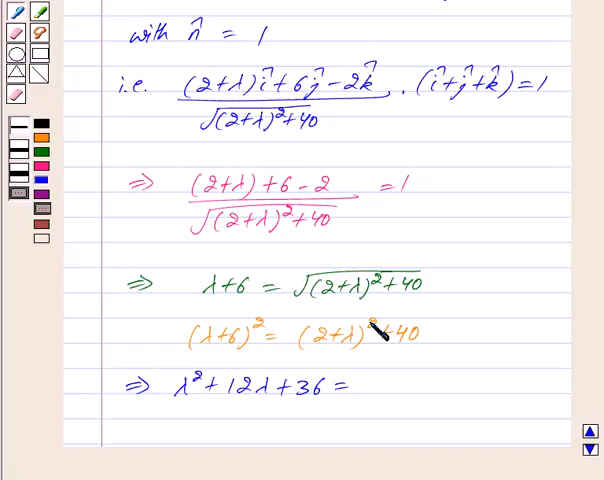 with n̂ = 1
i.e. ((2+λ)î + 6ĵ - 2k̂) / √((2+λ)² + 40) . (î+ĵ+k̂) = 1
⇒ ((2+λ) + 6 - 2) / √((2+λ)² + 40) = 1
⇒ λ+6 = √((2+λ)² + 40)
(λ+6)² = (2+λ)² + 40
⇒ λ² + 12λ + 36 =